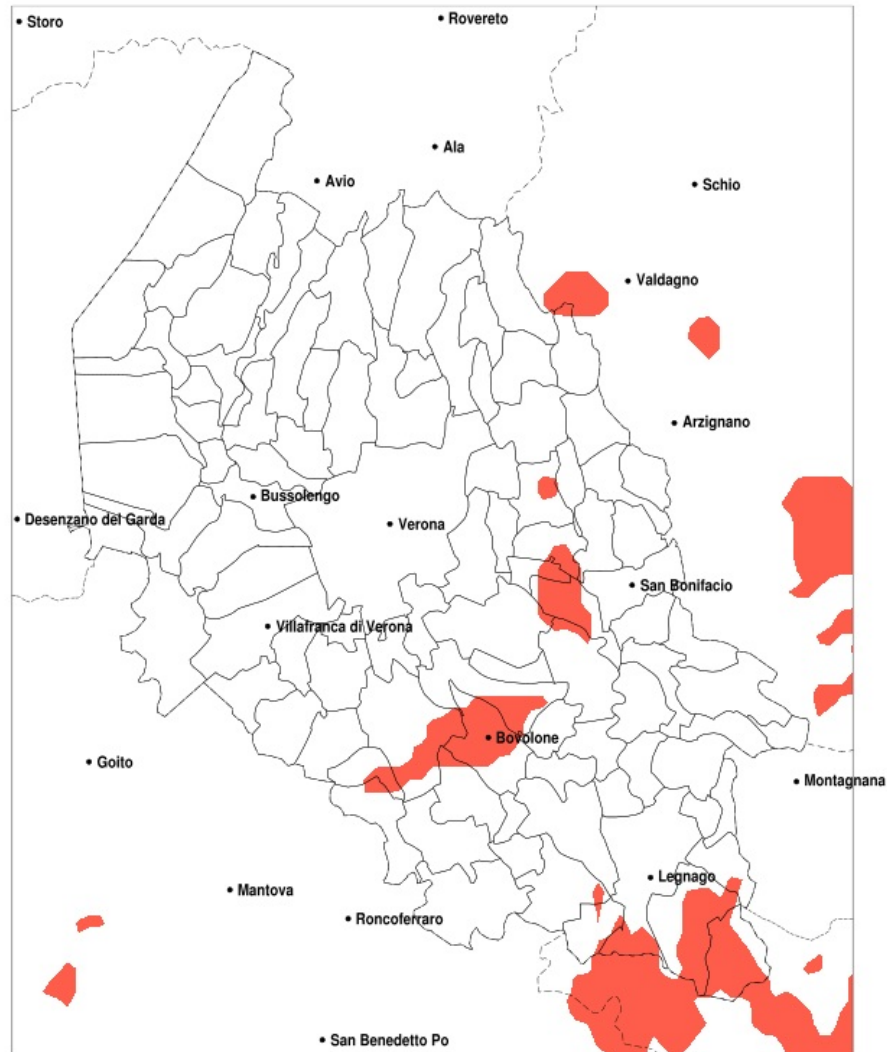 Storo
Rovereto
Ala
Avio
Schio
Valdagno
Arzignano
Bussolengo
Desenzano del Garda
Verona
San Bonifacio
Villafranca di Verona
Bovolone
Goito
Montagnana
Legnago
Mantova
Roncoferraro
San Benedetto Po